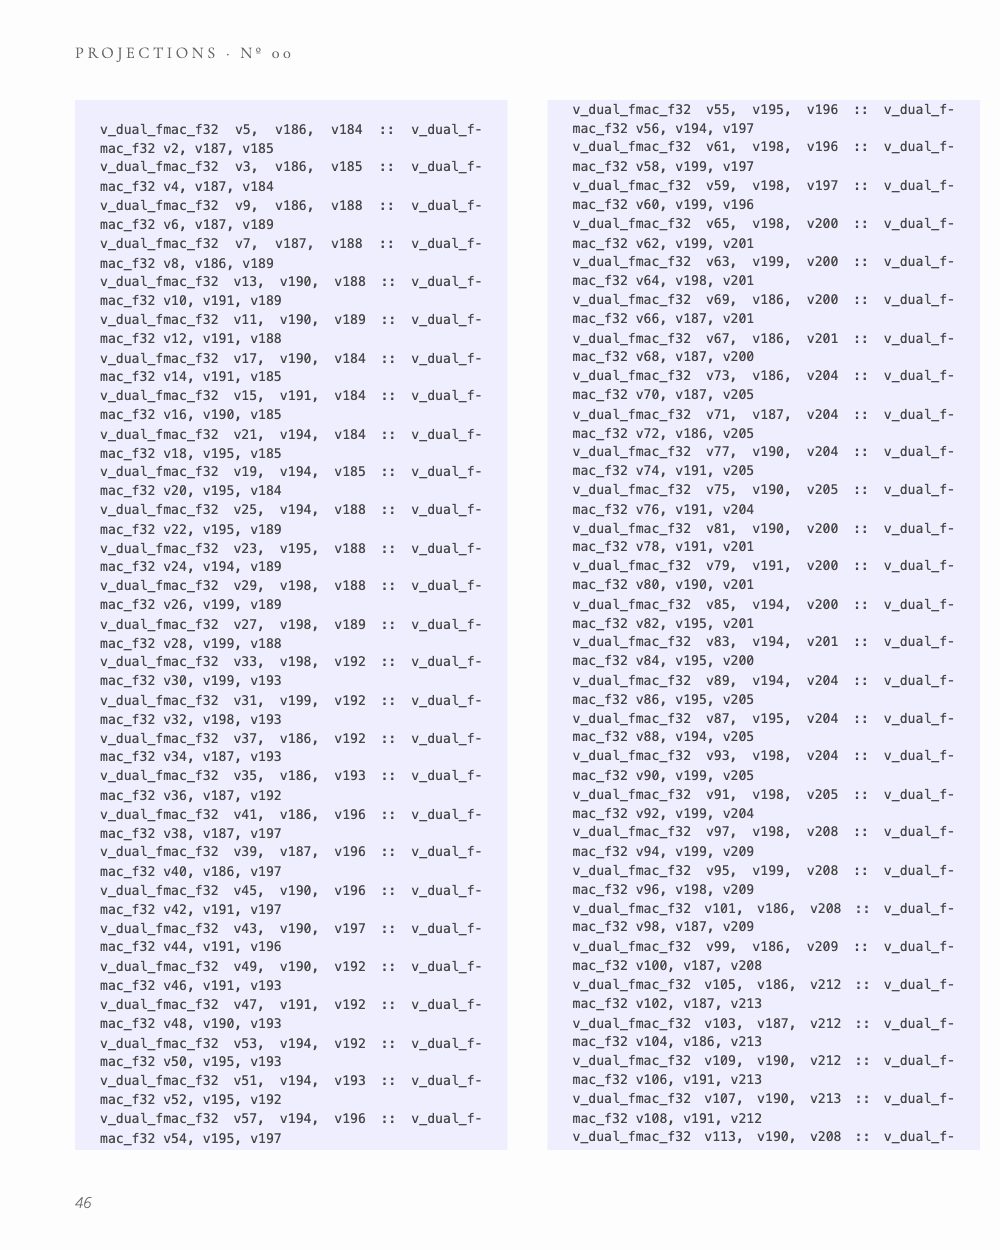 PROJECTIONS · Nº 00
v_dual_fmac_f32 v5, v186, v184 :: v_dual_f-
mac_f32 v2, v187, v185
v_dual_fmac_f32 v3, v186, v185 :: v_dual_f-
mac_f32 v4, v187, v184
v_dual_fmac_f32 v9, v186, v188 :: v_dual_f-
mac_f32 v6, v187, v189
v_dual_fmac_f32 v7, v187, v188 :: v_dual_f-
mac_f32 v8, v186, v189
v_dual_fmac_f32 v13, v190, v188 :: v_dual_f-
mac_f32 v10, v191, v189
v_dual_fmac_f32 v11, v190, v189 :: v_dual_f-
mac_f32 v12, v191, v188
v_dual_fmac_f32 v17, v190, v184 :: v_dual_f-
mac_f32 v14, v191, v185
v_dual_fmac_f32 v15, v191, v184 :: v_dual_f-
mac_f32 v16, v190, v185
v_dual_fmac_f32 v21, v194, v184 :: v_dual_f-
mac_f32 v18, v195, v185
v_dual_fmac_f32 v19, v194, v185 :: v_dual_f-
mac_f32 v20, v195, v184
v_dual_fmac_f32 v25, v194, v188 :: v_dual_f-
mac_f32 v22, v195, v189
v_dual_fmac_f32 v23, v195, v188 :: v_dual_f-
mac_f32 v24, v194, v189
v_dual_fmac_f32 v29, v198, v188 :: v_dual_f-
mac_f32 v26, v199, v189
v_dual_fmac_f32 v27, v198, v189 :: v_dual_f-
mac_f32 v28, v199, v188
v_dual_fmac_f32 v33, v198, v192 :: v_dual_f-
mac_f32 v30, v199, v193
v_dual_fmac_f32 v31, v199, v192 :: v_dual_f-
mac_f32 v32, v198, v193
v_dual_fmac_f32 v37, v186, v192 :: v_dual_f-
mac_f32 v34, v187, v193
v_dual_fmac_f32 v35, v186, v193 :: v_dual_f-
mac_f32 v36, v187, v192
v_dual_fmac_f32 v41, v186, v196 :: v_dual_f-
mac_f32 v38, v187, v197
v_dual_fmac_f32 v39, v187, v196 :: v_dual_f-
mac_f32 v40, v186, v197
v_dual_fmac_f32 v45, v190, v196 :: v_dual_f-
mac_f32 v42, v191, v197
v_dual_fmac_f32 v43, v190, v197 :: v_dual_f-
mac_f32 v44, v191, v196
v_dual_fmac_f32 v49, v190, v192 :: v_dual_f-
mac_f32 v46, v191, v193
v_dual_fmac_f32 v47, v191, v192 :: v_dual_f-
mac_f32 v48, v190, v193
v_dual_fmac_f32 v53, v194, v192 :: v_dual_f-
mac_f32 v50, v195, v193
v_dual_fmac_f32 v51, v194, v193 :: v_dual_f-
mac_f32 v52, v195, v192
v_dual_fmac_f32 v57, v194, v196 :: v_dual_f-
mac_f32 v54, v195, v197
v_dual_fmac_f32 v55, v195, v196 :: v_dual_f-
mac_f32 v56, v194, v197
v_dual_fmac_f32 v61, v198, v196 :: v_dual_f-
mac_f32 v58, v199, v197
v_dual_fmac_f32 v59, v198, v197 :: v_dual_f-
mac_f32 v60, v199, v196
v_dual_fmac_f32 v65, v198, v200 :: v_dual_f-
mac_f32 v62, v199, v201
v_dual_fmac_f32 v63, v199, v200 :: v_dual_f-
mac_f32 v64, v198, v201
v_dual_fmac_f32 v69, v186, v200 :: v_dual_f-
mac_f32 v66, v187, v201
v_dual_fmac_f32 v67, v186, v201 :: v_dual_f-
mac_f32 v68, v187, v200
v_dual_fmac_f32 v73, v186, v204 :: v_dual_f-
mac_f32 v70, v187, v205
v_dual_fmac_f32 v71, v187, v204 :: v_dual_f-
mac_f32 v72, v186, v205
v_dual_fmac_f32 v77, v190, v204 :: v_dual_f-
mac_f32 v74, v191, v205
v_dual_fmac_f32 v75, v190, v205 :: v_dual_f-
mac_f32 v76, v191, v204
v_dual_fmac_f32 v81, v190, v200 :: v_dual_f-
mac_f32 v78, v191, v201
v_dual_fmac_f32 v79, v191, v200 :: v_dual_f-
mac_f32 v80, v190, v201
v_dual_fmac_f32 v85, v194, v200 :: v_dual_f-
mac_f32 v82, v195, v201
v_dual_fmac_f32 v83, v194, v201 :: v_dual_f-
mac_f32 v84, v195, v200
v_dual_fmac_f32 v89, v194, v204 :: v_dual_f-
mac_f32 v86, v195, v205
v_dual_fmac_f32 v87, v195, v204 :: v_dual_f-
mac_f32 v88, v194, v205
v_dual_fmac_f32 v93, v198, v204 :: v_dual_f-
mac_f32 v90, v199, v205
v_dual_fmac_f32 v91, v198, v205 :: v_dual_f-
mac_f32 v92, v199, v204
v_dual_fmac_f32 v97, v198, v208 :: v_dual_f-
mac_f32 v94, v199, v209
v_dual_fmac_f32 v95, v199, v208 :: v_dual_f-
mac_f32 v96, v198, v209
v_dual_fmac_f32 v101, v186, v208 :: v_dual_f-
mac_f32 v98, v187, v209
v_dual_fmac_f32 v99, v186, v209 :: v_dual_f-
mac_f32 v100, v187, v208
v_dual_fmac_f32 v105, v186, v212 :: v_dual_f-
mac_f32 v102, v187, v213
v_dual_fmac_f32 v103, v187, v212 :: v_dual_f-
mac_f32 v104, v186, v213
v_dual_fmac_f32 v109, v190, v212 :: v_dual_f-
mac_f32 v106, v191, v213
v_dual_fmac_f32 v107, v190, v213 :: v_dual_f-
mac_f32 v108, v191, v212
v_dual_fmac_f32 v113, v190, v208 :: v_dual_f-
46